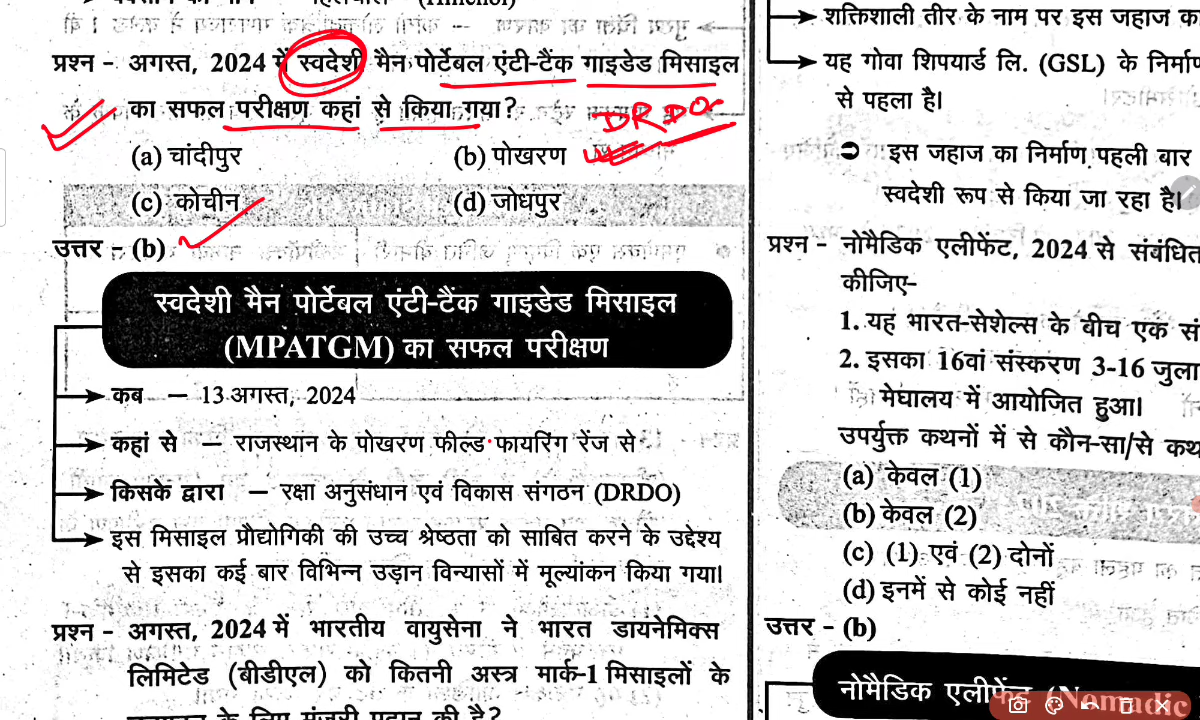 प्रश्न - अगस्त, 2024 में स्वदेशी मैन पोर्टेबल एंटी-टैंक गाइडेड मिसाइल
का सफल परीक्षण कहां से किया गया?
DRDO
(a) चांदीपुर (b) पोखरण
(c) कोचीन (d) जोधपुर
उत्तर - (b)
स्वदेशी मैन पोर्टेबल एंटी-टैंक गाइडेड मिसाइल
(MPATGM) का सफल परीक्षण
कब — 13 अगस्त, 2024
कहां से — राजस्थान के पोखरण फील्ड फायरिंग रेंज से
किसके द्वारा — रक्षा अनुसंधान एवं विकास संगठन (DRDO)
इस मिसाइल प्रौद्योगिकी की उच्च श्रेष्ठता को साबित करने के उद्देश्य
से इसका कई बार विभिन्न उड़ान विन्यासों में मूल्यांकन किया गया।
प्रश्न - अगस्त, 2024 में भारतीय वायुसेना ने भारत डायनेमिक्स
लिमिटेड (बीडीएल) को कितनी अस्त्र मार्क-1 मिसाइलों के
के लिए मंजूरी प्रदान की है?
शक्तिशाली तीर के नाम पर इस जहाज
यह गोवा शिपयार्ड लि. (GSL) के
से पहला है।
इस जहाज का निर्माण पहली बार
स्वदेशी रूप से किया जा रहा है।
प्रश्न - नोमैडिक एलीफेंट, 2024 से संबंधित
कीजिए-
1. यह भारत-सेशेल्स के बीच एक
2. इसका 16वां संस्करण 3-16
मेघालय में आयोजित हुआ।
उपर्युक्त कथनों में से कौन-सा/से
(a) केवल (1)
(b) केवल (2)
(c) (1) एवं (2) दोनों
(d) इनमें से कोई नहीं
उत्तर - (b)
नोमैडिक एलीफेंट (Nomadic